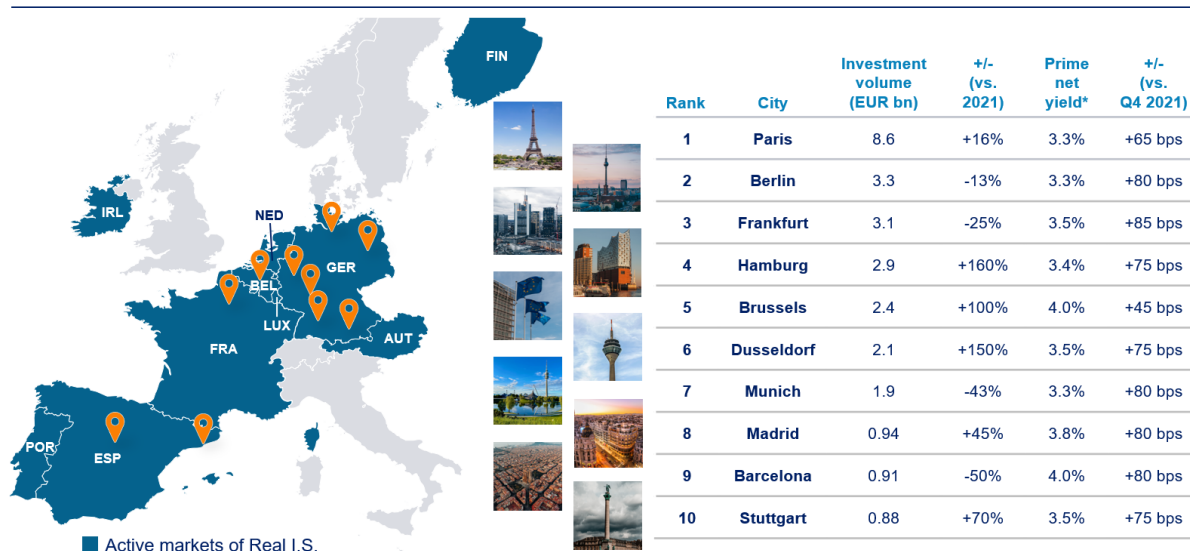 FIN
IRL
NED
GER
BEL
LUX
FRA
AUT
POR
ESP
Active markets of Real I.S.
Rank City Investment volume (EUR bn) +/- (vs. 2021) Prime net yield* +/- (vs. Q4 2021)
1 Paris 8.6 +16% 3.3% +65 bps
2 Berlin 3.3 -13% 3.3% +80 bps
3 Frankfurt 3.1 -25% 3.5% +85 bps
4 Hamburg 2.9 +160% 3.4% +75 bps
5 Brussels 2.4 +100% 4.0% +45 bps
6 Dusseldorf 2.1 +150% 3.5% +75 bps
7 Munich 1.9 -43% 3.3% +80 bps
8 Madrid 0.94 +45% 3.8% +80 bps
9 Barcelona 0.91 -50% 4.0% +80 bps
10 Stuttgart 0.88 +70% 3.5% +75 bps